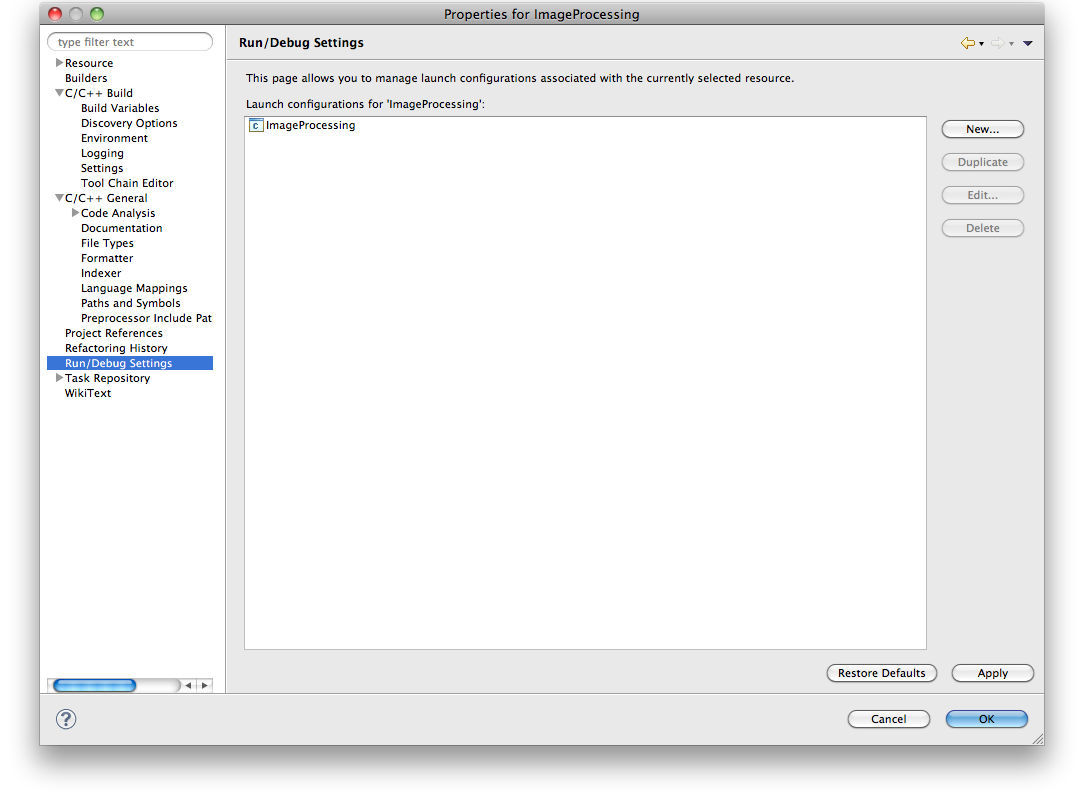 Properties for ImageProcessing
type filter text
Resource
Builders
C/C++ Build
Build Variables
Discovery Options
Environment
Logging
Settings
Tool Chain Editor
C/C++ General
Code Analysis
Documentation
File Types
Formatter
Indexer
Language Mappings
Paths and Symbols
Preprocessor Include Pat
Project References
Refactoring History
Run/Debug Settings
Task Repository
WikiText
Run/Debug Settings
This page allows you to manage launch configurations associated with the currently selected resource.
Launch configurations for 'ImageProcessing':
c ImageProcessing
New...
Duplicate
Edit...
Delete
Restore Defaults Apply
? Cancel OK